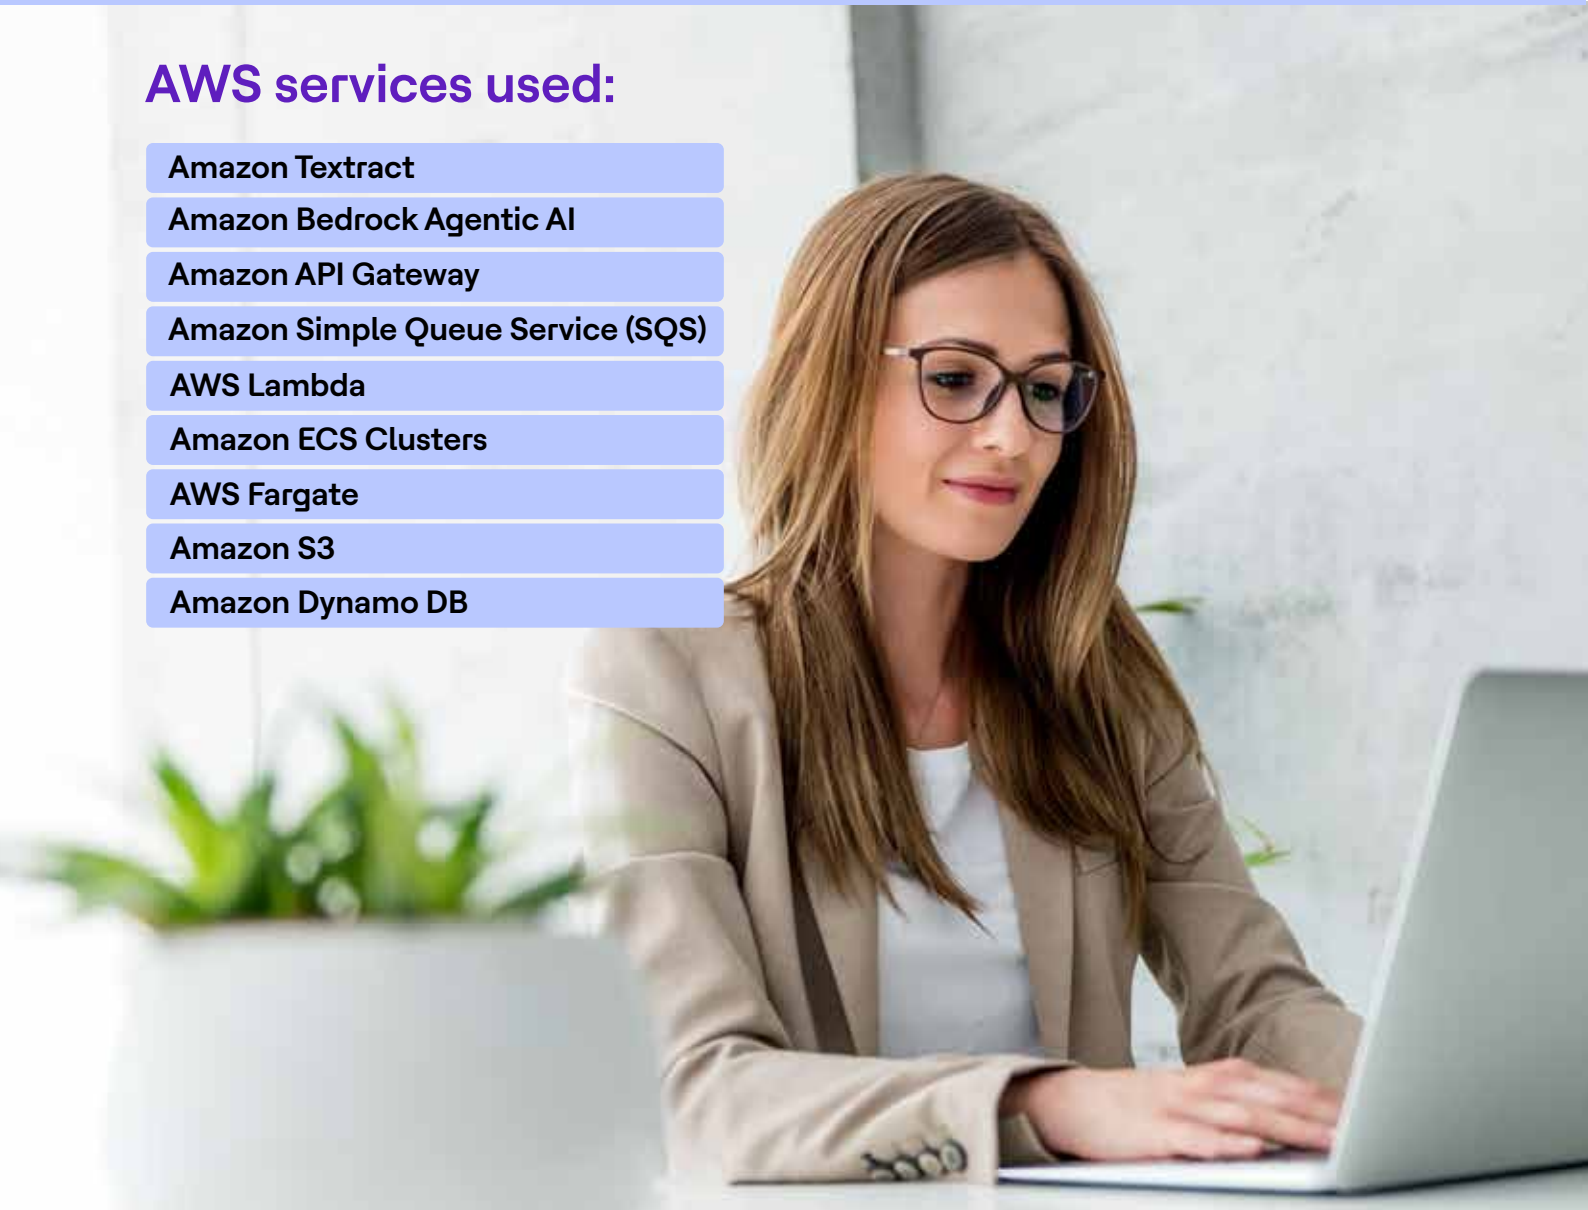 AWS services used:
Amazon Textract
Amazon Bedrock Agentic AI
Amazon API Gateway
Amazon Simple Queue Service (SQS)
AWS Lambda
Amazon ECS Clusters
AWS Fargate
Amazon S3
Amazon Dynamo DB